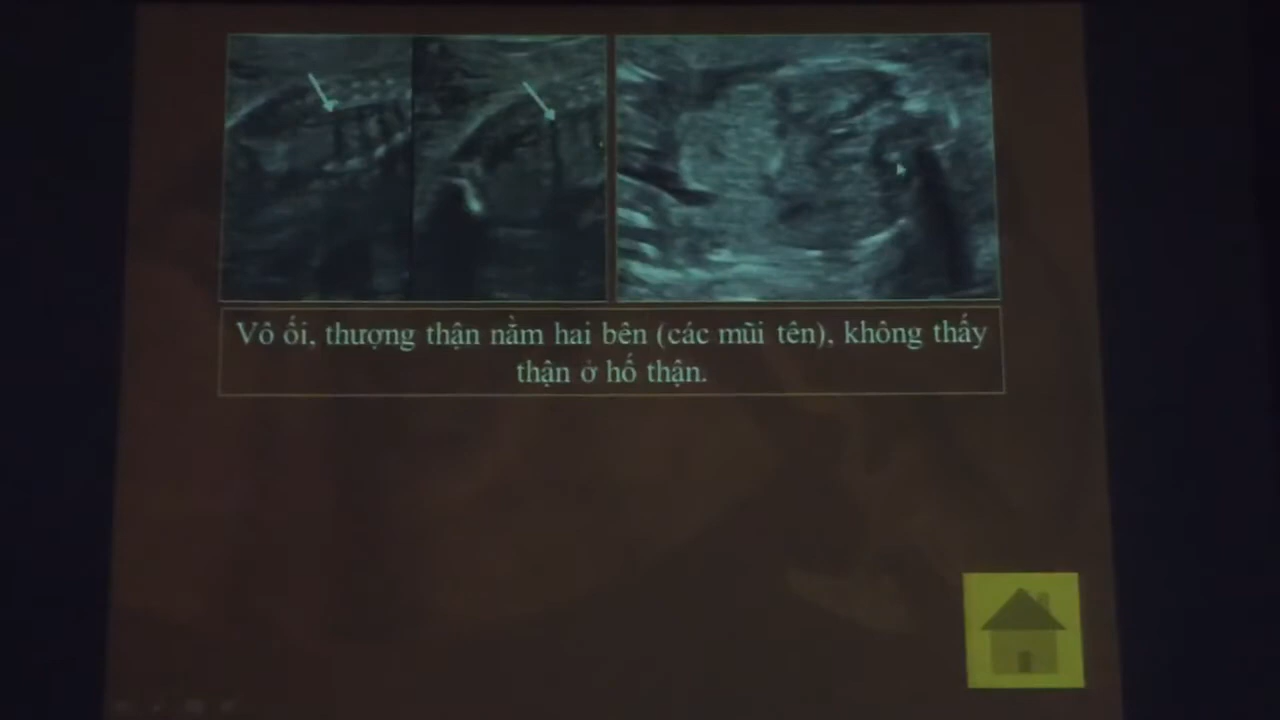 Vô ối, thượng thận nằm hai bên (các mũi tên), không thấy
thận ở hố thận.